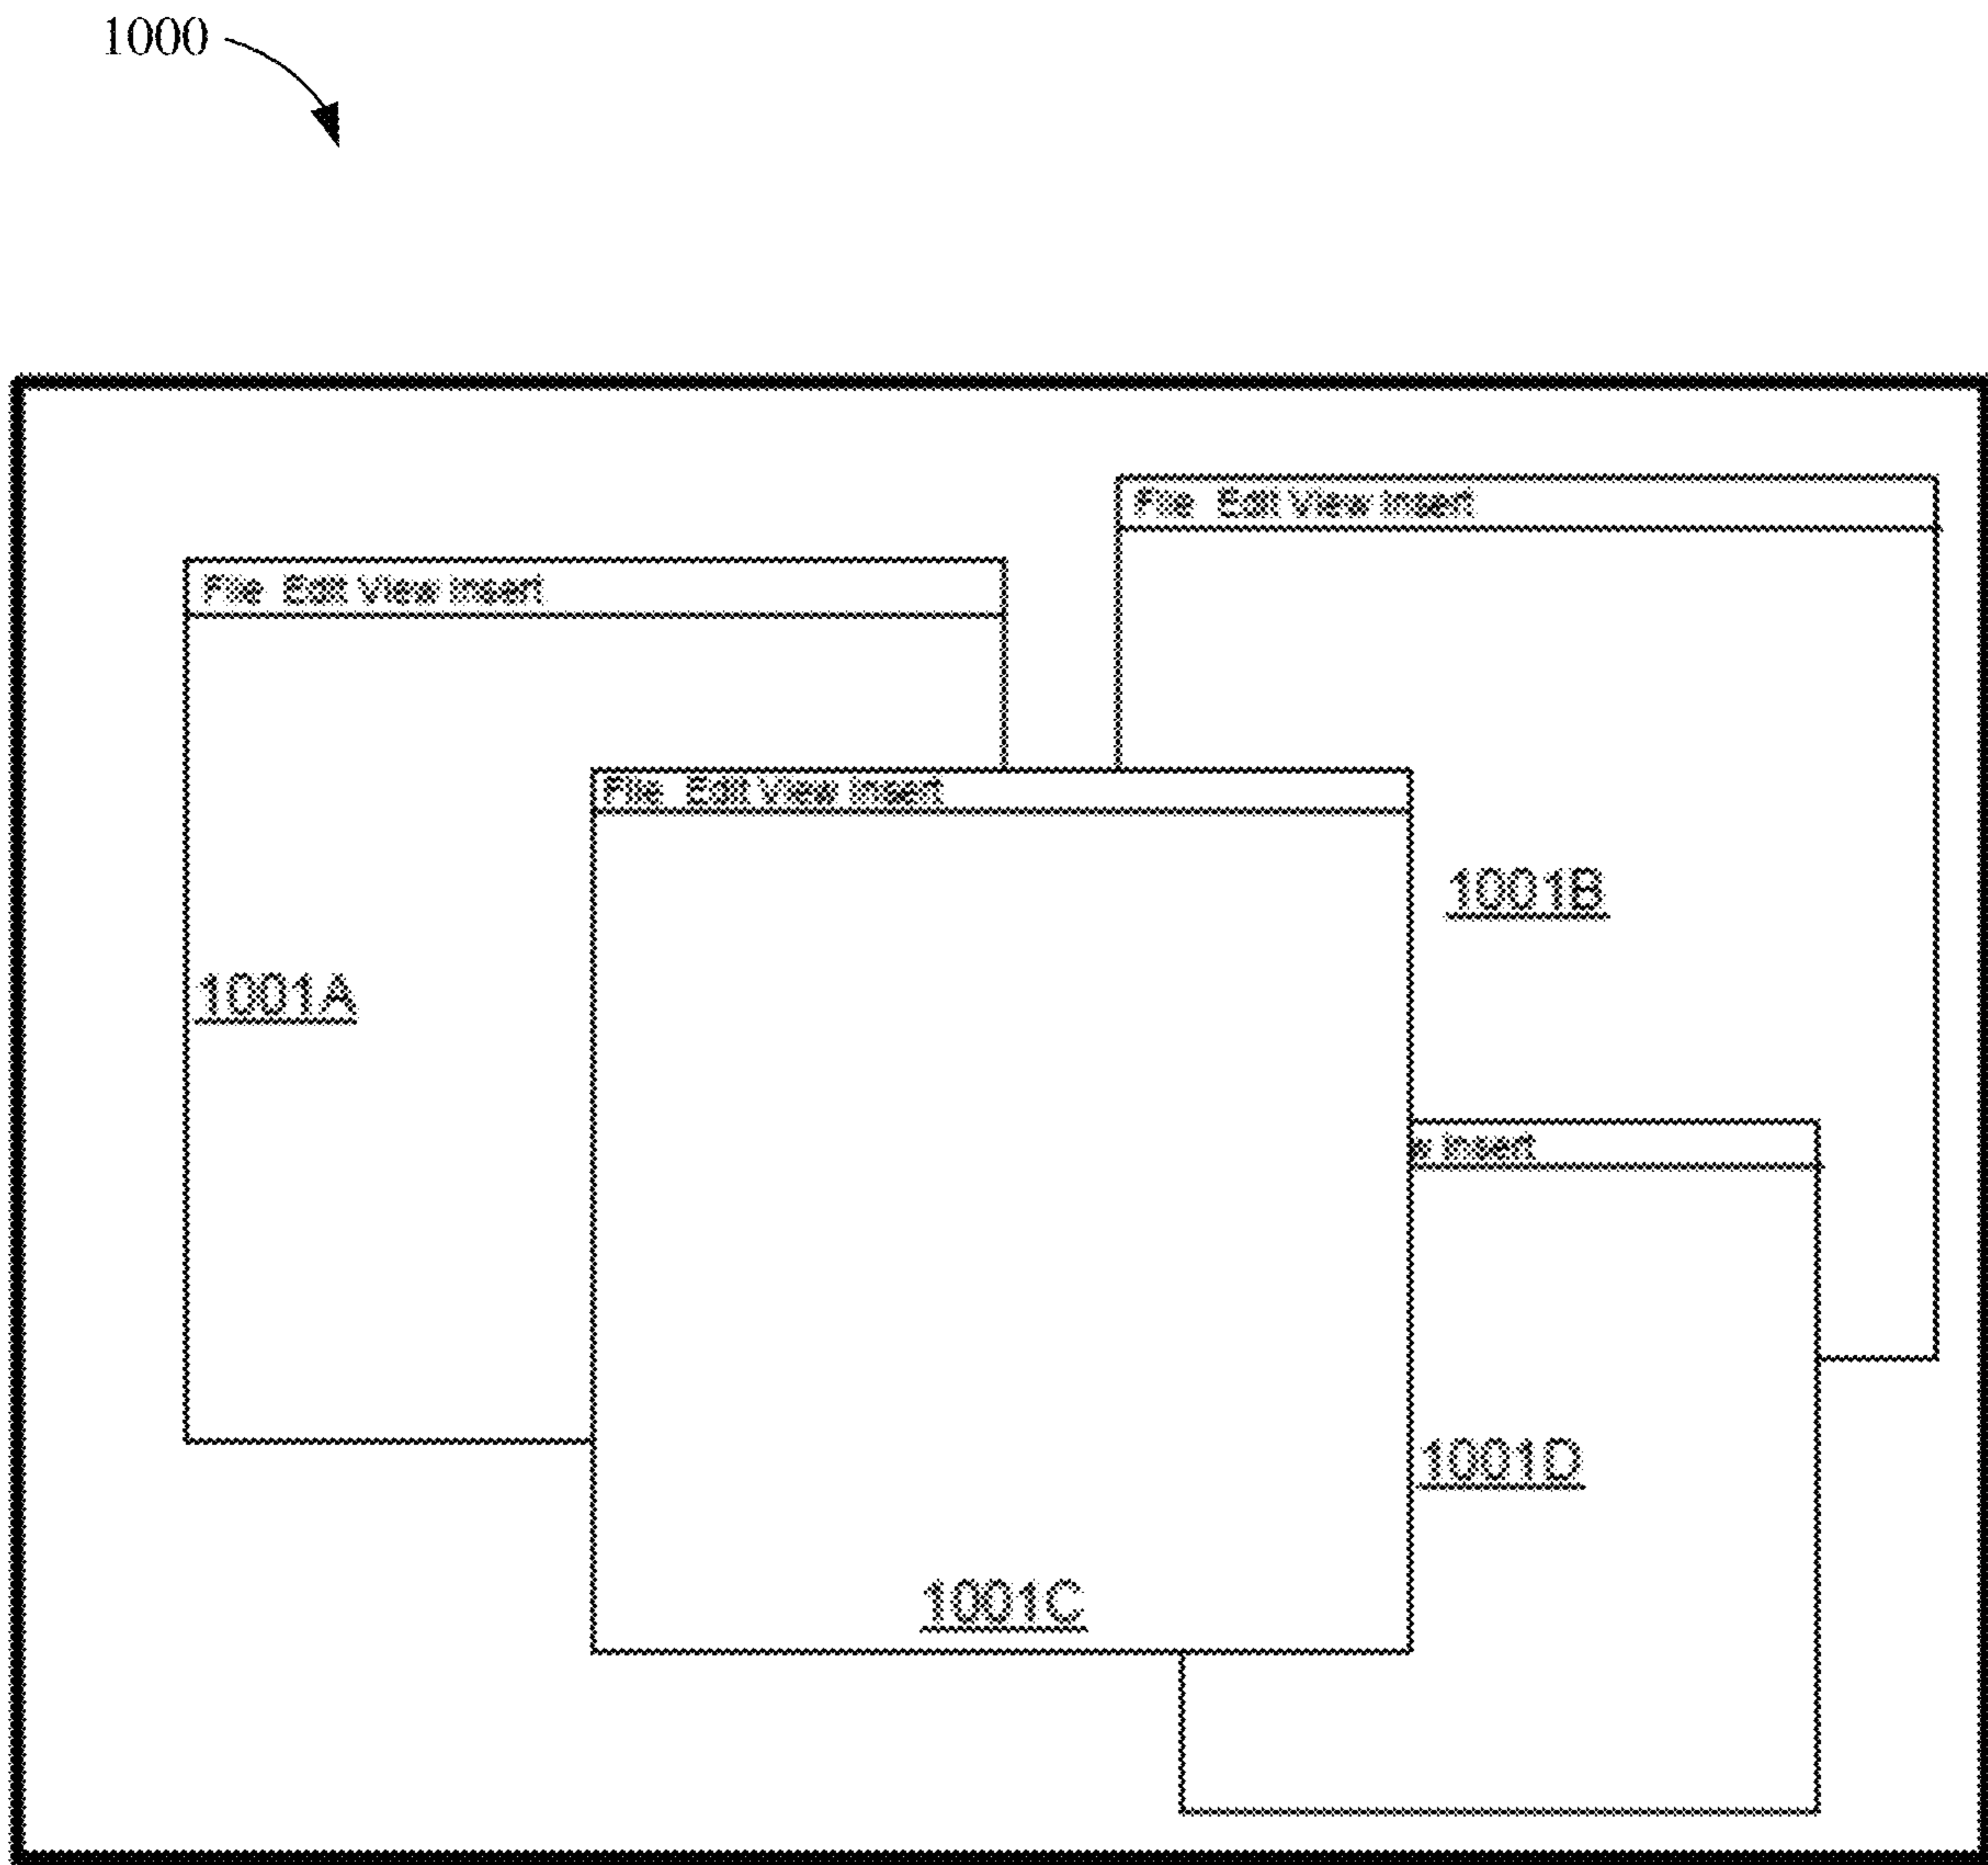 1000
File Edit View Insert
File Edit View Insert
File Edit View Insert
1001B
1001A
w Insert
1001D
1001C